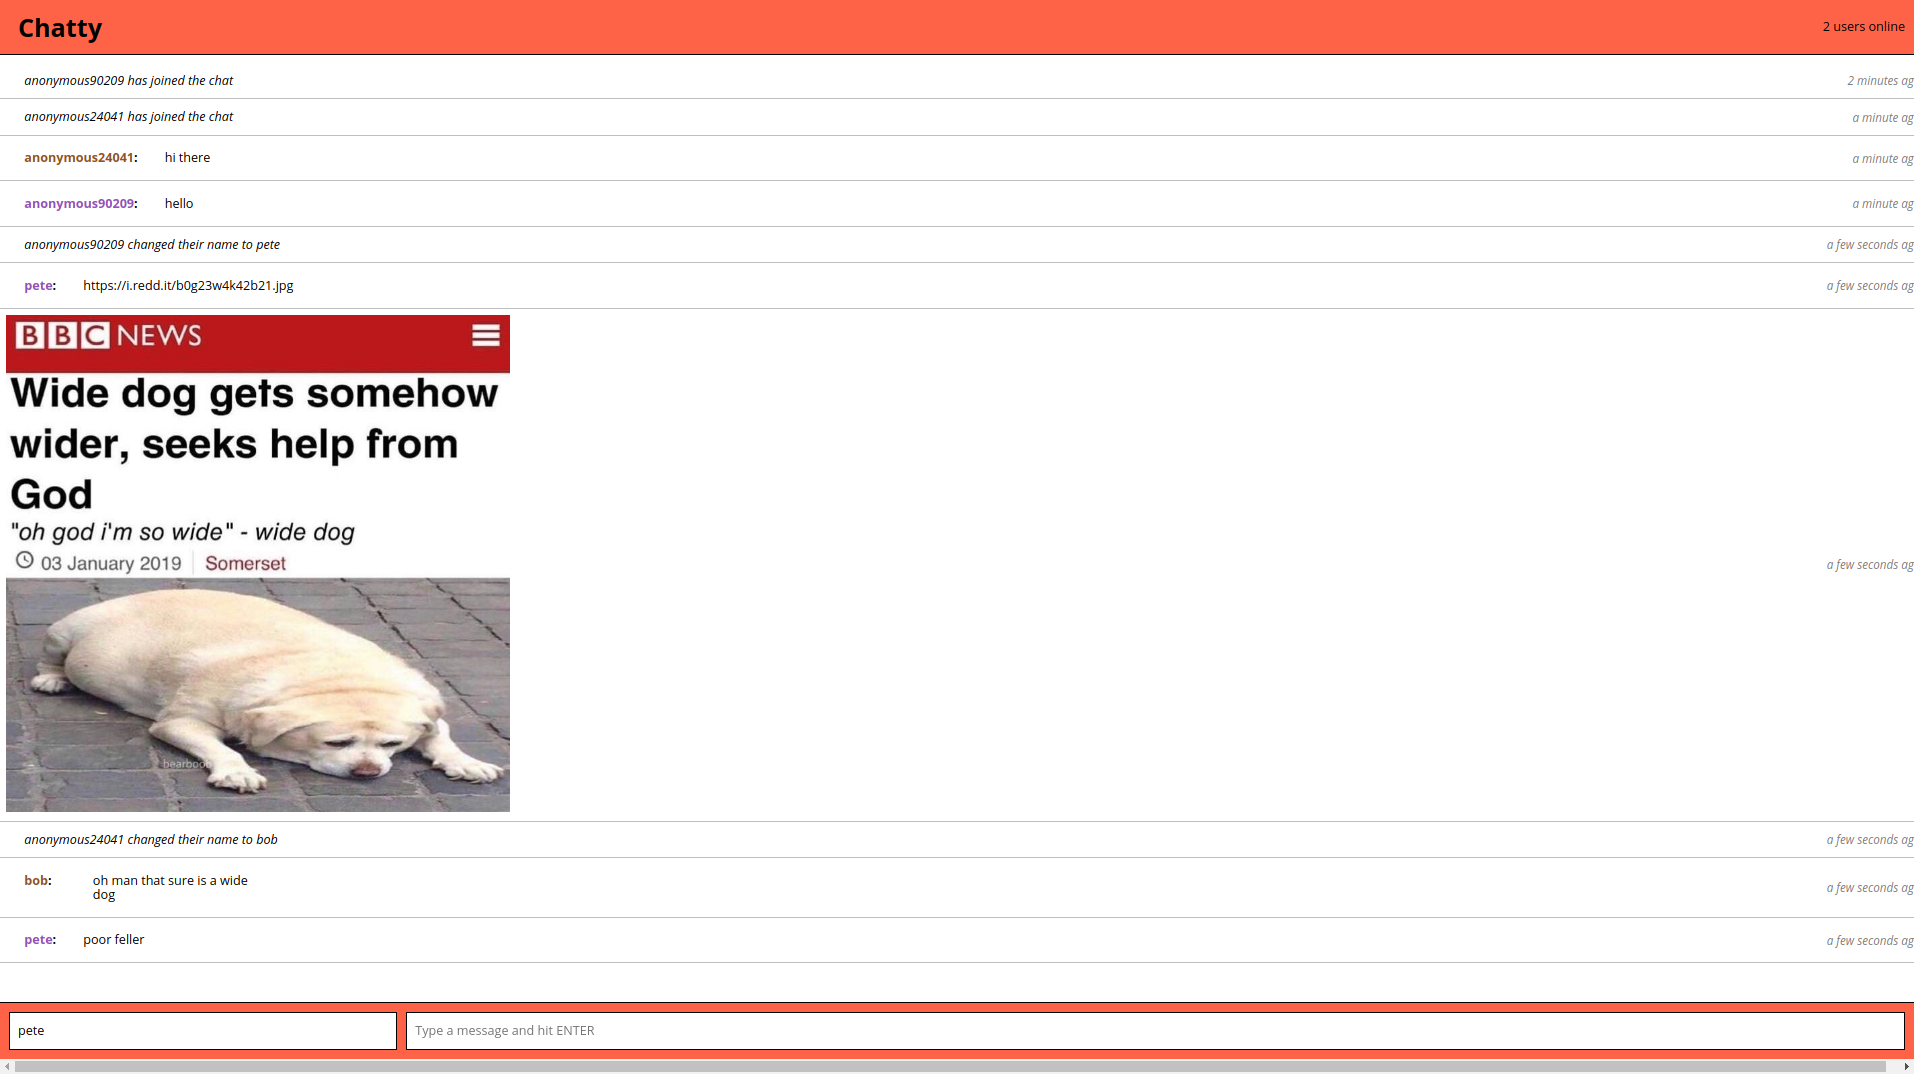 Chatty
2 users online
anonymous90209 has joined the chat
2 minutes ag
anonymous24041 has joined the chat
a minute ag
anonymous24041: hi there
a minute ag
anonymous90209: hello
a minute ag
anonymous90209 changed their name to pete
a few seconds ag
pete: https://i.redd.it/b0g23w4k42b21.jpg
a few seconds ag
BBC NEWS
Wide dog gets somehow
wider, seeks help from
God
"oh god i'm so wide" - wide dog
03 January 2019 Somerset
a few seconds ag
bearboob
anonymous24041 changed their name to bob
a few seconds ag
bob: oh man that sure is a wide
dog
a few seconds ag
pete: poor feller
a few seconds ag
pete
Type a message and hit ENTER